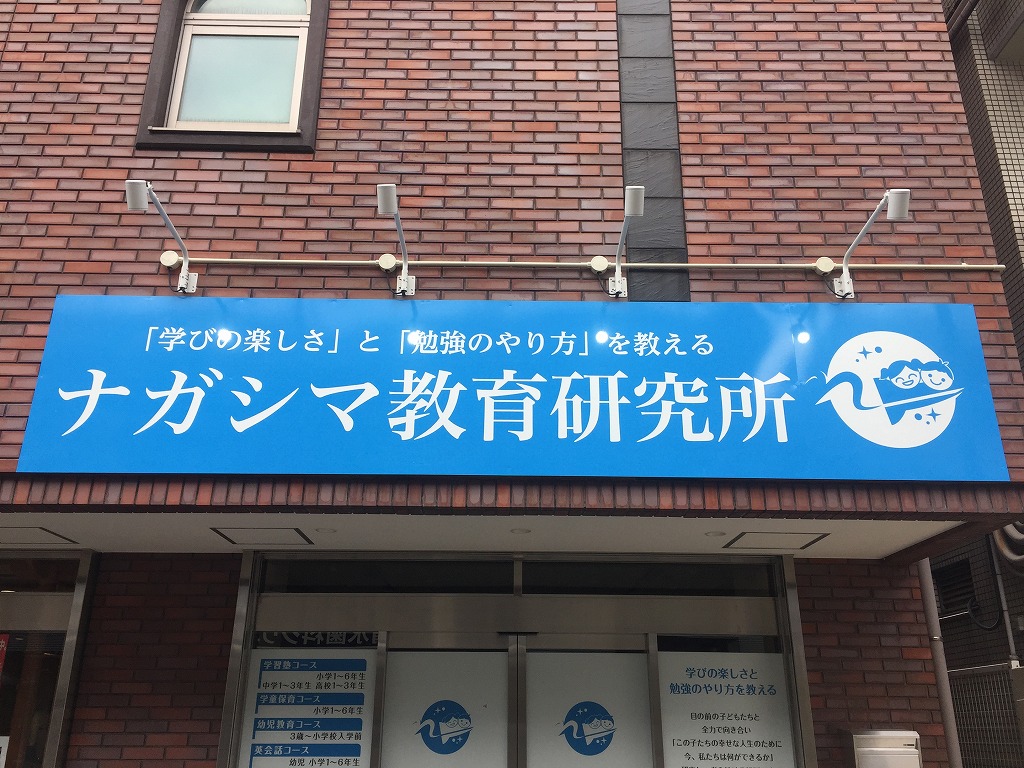 「学びの楽しさ」と「勉強のやり方」を教える
ナガシマ教育研究所
学習塾コース
小学1〜6年生
中学1〜3年生 高校1〜3年生
学童保育コース
小学1〜6年生
幼児教育コース
3歳〜小学校入学前
英会話コース
幼児 小学1〜6年生
学びの楽しさと
勉強のやり方を教える
目の前の子どもたちと
全力で向き合い
「この子たちの幸せな人生のために
今、私たちは何ができるか」